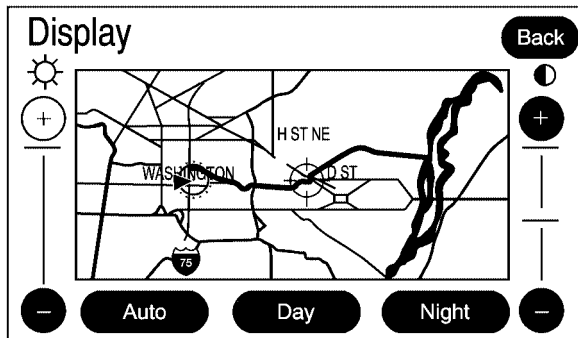 Display
Back
+
+
H ST NE
WASHINGTON
D ST
75
−
Auto
Day
Night
−